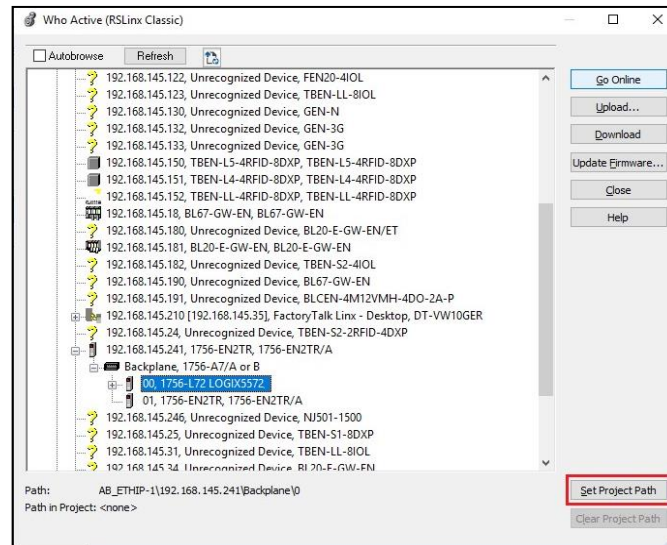 Who Active (RSLinx Classic)
Autobrowse Refresh
192.168.145.122, Unrecognized Device, FEN20-4IOL
192.168.145.123, Unrecognized Device, TBEN-LL-8IOL
192.168.145.130, Unrecognized Device, GEN-N
192.168.145.132, Unrecognized Device, GEN-3G
192.168.145.133, Unrecognized Device, GEN-3G
192.168.145.150, TBEN-L5-4RFID-8DXP, TBEN-L5-4RFID-8DXP
192.168.145.151, TBEN-L4-4RFID-8DXP, TBEN-L4-4RFID-8DXP
192.168.145.152, TBEN-LL-4RFID-8DXP, TBEN-LL-4RFID-8DXP
192.168.145.18, BL67-GW-EN, BL67-GW-EN
192.168.145.180, Unrecognized Device, BL20-E-GW-EN/ET
192.168.145.181, BL20-E-GW-EN, BL20-E-GW-EN
192.168.145.182, Unrecognized Device, TBEN-S2-4IOL
192.168.145.190, Unrecognized Device, BL67-GW-EN
192.168.145.191, Unrecognized Device, BLCEN-4M12VMH-4DO-2A-P
192.168.145.210 [192.168.145.35], FactoryTalk Linx - Desktop, DT-VW10GER
192.168.145.24, Unrecognized Device, TBEN-S2-2RFID-4DXP
192.168.145.241, 1756-EN2TR, 1756-EN2TR/A
Backplane, 1756-A7/A or B
00, 1756-L72 LOGIX5572
01, 1756-EN2TR, 1756-EN2TR/A
192.168.145.246, Unrecognized Device, NJ501-1500
192.168.145.25, Unrecognized Device, TBEN-S1-8DXP
192.168.145.31, Unrecognized Device, TBEN-LL-8IOL
192.168.145.34, Unrecognized Device, BL20-E-GW-EN
Go Online
Upload...
Download
Update Firmware...
Close
Help
Path: AB_ETHIP-1\192.168.145.241\Backplane\0
Path in Project: <none>
Set Project Path
Clear Project Path